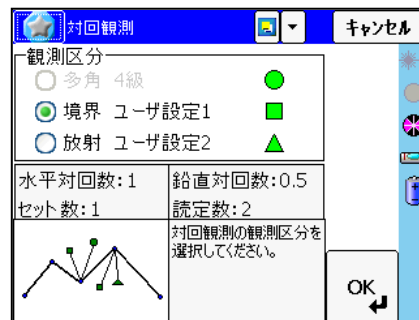 対回観測
キャンセル
観測区分
多角 4級
境界 ユーザ設定1
放射 ユーザ設定2
水平対回数:1
鉛直対回数:0.5
セット数:1
読定数:2
対回観測の観測区分を
選択してください。
OK